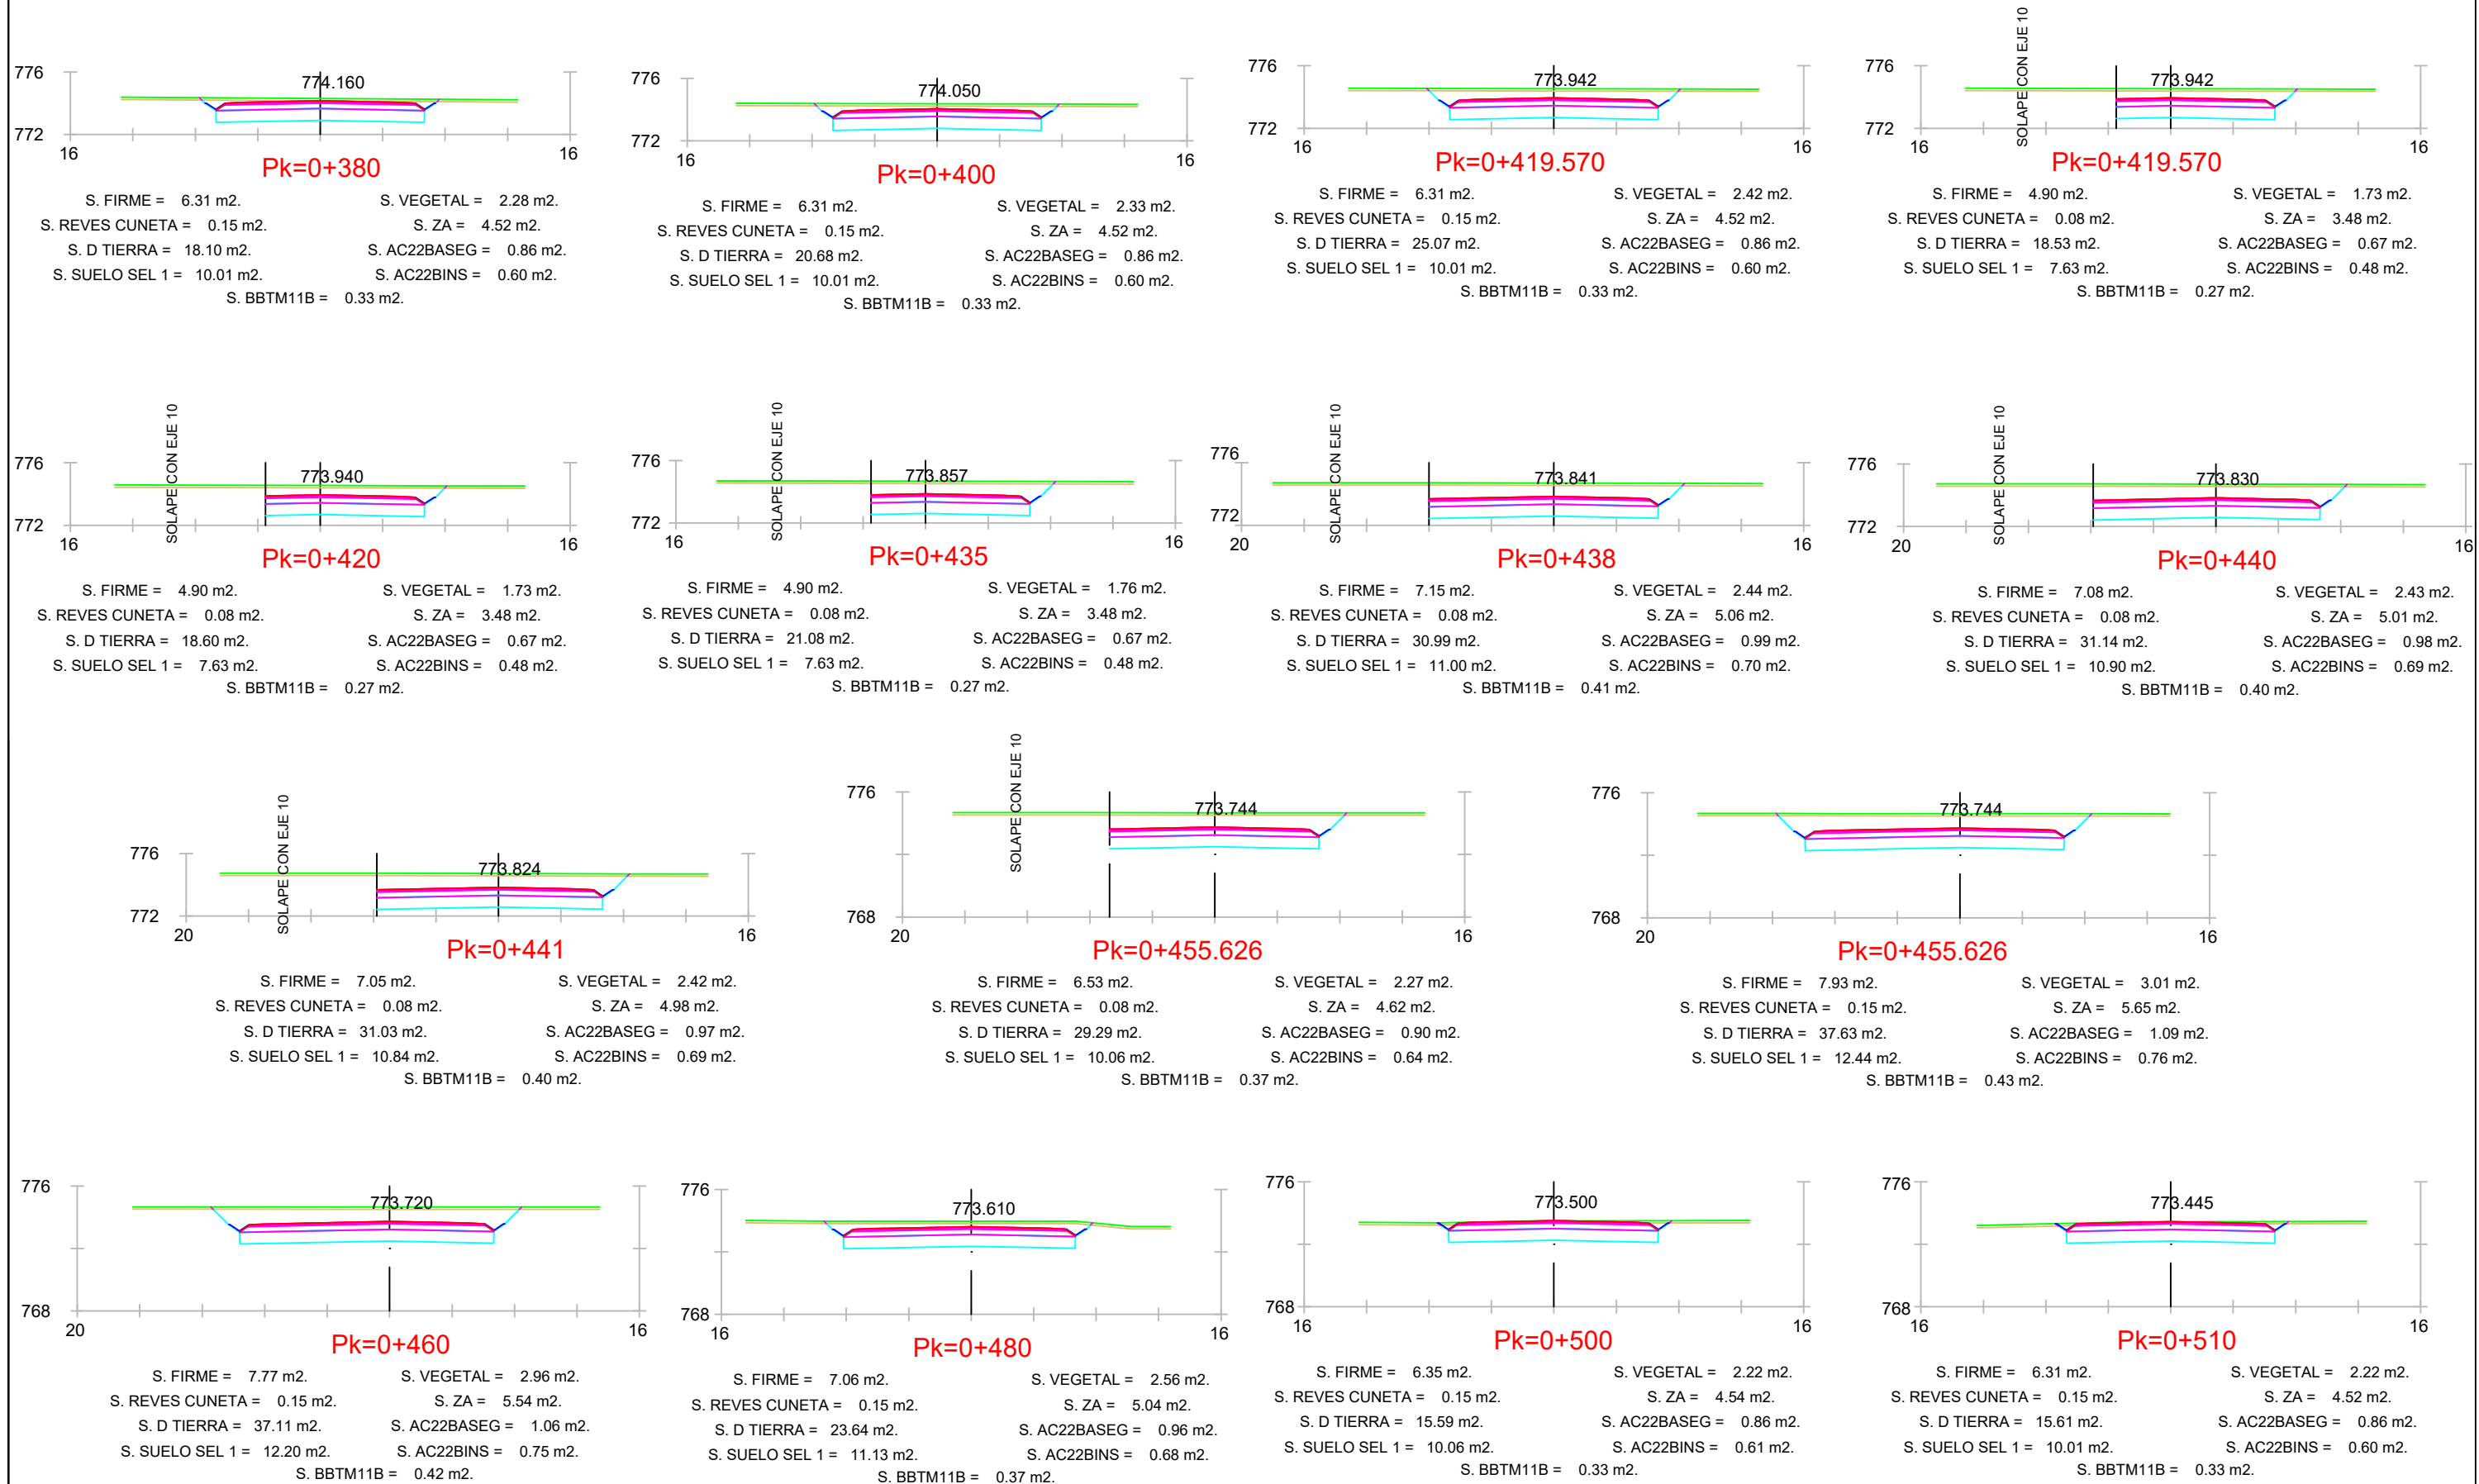 776
774.160
772
16
16
Pk=0+380
S. FIRME = 6.31 m2.
S. VEGETAL = 2.28 m2.
S. REVES CUNETA = 0.15 m2.
S. ZA = 4.52 m2.
S. D TIERRA = 18.10 m2.
S. AC22BASEG = 0.86 m2.
S. SUELO SEL 1 = 10.01 m2.
S. AC22BINS = 0.60 m2.
S. BBTM11B = 0.33 m2.
776
774.050
772
16
16
Pk=0+400
S. FIRME = 6.31 m2.
S. VEGETAL = 2.33 m2.
S. REVES CUNETA = 0.15 m2.
S. ZA = 4.52 m2.
S. D TIERRA = 20.68 m2.
S. AC22BASEG = 0.86 m2.
S. SUELO SEL 1 = 10.01 m2.
S. AC22BINS = 0.60 m2.
S. BBTM11B = 0.33 m2.
776
773.942
772
16
16
Pk=0+419.570
S. FIRME = 6.31 m2.
S. VEGETAL = 2.42 m2.
S. REVES CUNETA = 0.15 m2.
S. ZA = 4.52 m2.
S. D TIERRA = 25.07 m2.
S. AC22BASEG = 0.86 m2.
S. SUELO SEL 1 = 10.01 m2.
S. AC22BINS = 0.60 m2.
S. BBTM11B = 0.33 m2.
SOLAPE CON EJE 10
776
773.942
772
16
16
Pk=0+419.570
S. FIRME = 4.90 m2.
S. VEGETAL = 1.73 m2.
S. REVES CUNETA = 0.08 m2.
S. ZA = 3.48 m2.
S. D TIERRA = 18.53 m2.
S. AC22BASEG = 0.67 m2.
S. SUELO SEL 1 = 7.63 m2.
S. AC22BINS = 0.48 m2.
S. BBTM11B = 0.27 m2.
SOLAPE CON EJE 10
776
773.940
772
16
16
Pk=0+420
S. FIRME = 4.90 m2.
S. VEGETAL = 1.73 m2.
S. REVES CUNETA = 0.08 m2.
S. ZA = 3.48 m2.
S. D TIERRA = 18.60 m2.
S. AC22BASEG = 0.67 m2.
S. SUELO SEL 1 = 7.63 m2.
S. AC22BINS = 0.48 m2.
S. BBTM11B = 0.27 m2.
SOLAPE CON EJE 10
776
773.857
772
16
16
Pk=0+435
S. FIRME = 4.90 m2.
S. VEGETAL = 1.76 m2.
S. REVES CUNETA = 0.08 m2.
S. ZA = 3.48 m2.
S. D TIERRA = 21.08 m2.
S. AC22BASEG = 0.67 m2.
S. SUELO SEL 1 = 7.63 m2.
S. AC22BINS = 0.48 m2.
S. BBTM11B = 0.27 m2.
SOLAPE CON EJE 10
776
773.841
772
20
16
Pk=0+438
S. FIRME = 7.15 m2.
S. VEGETAL = 2.44 m2.
S. REVES CUNETA = 0.08 m2.
S. ZA = 5.06 m2.
S. D TIERRA = 30.99 m2.
S. AC22BASEG = 0.99 m2.
S. SUELO SEL 1 = 11.00 m2.
S. AC22BINS = 0.70 m2.
S. BBTM11B = 0.41 m2.
SOLAPE CON EJE 10
776
773.830
772
20
16
Pk=0+440
S. FIRME = 7.08 m2.
S. VEGETAL = 2.43 m2.
S. REVES CUNETA = 0.08 m2.
S. ZA = 5.01 m2.
S. D TIERRA = 31.14 m2.
S. AC22BASEG = 0.98 m2.
S. SUELO SEL 1 = 10.90 m2.
S. AC22BINS = 0.69 m2.
S. BBTM11B = 0.40 m2.
SOLAPE CON EJE 10
776
773.824
772
20
16
Pk=0+441
S. FIRME = 7.05 m2.
S. VEGETAL = 2.42 m2.
S. REVES CUNETA = 0.08 m2.
S. ZA = 4.98 m2.
S. D TIERRA = 31.03 m2.
S. AC22BASEG = 0.97 m2.
S. SUELO SEL 1 = 10.84 m2.
S. AC22BINS = 0.69 m2.
S. BBTM11B = 0.40 m2.
SOLAPE CON EJE 10
776
773.744
768
20
16
Pk=0+455.626
S. FIRME = 6.53 m2.
S. VEGETAL = 2.27 m2.
S. REVES CUNETA = 0.08 m2.
S. ZA = 4.62 m2.
S. D TIERRA = 29.29 m2.
S. AC22BASEG = 0.90 m2.
S. SUELO SEL 1 = 10.06 m2.
S. AC22BINS = 0.64 m2.
S. BBTM11B = 0.37 m2.
776
773.744
768
20
16
Pk=0+455.626
S. FIRME = 7.93 m2.
S. VEGETAL = 3.01 m2.
S. REVES CUNETA = 0.15 m2.
S. ZA = 5.65 m2.
S. D TIERRA = 37.63 m2.
S. AC22BASEG = 1.09 m2.
S. SUELO SEL 1 = 12.44 m2.
S. AC22BINS = 0.76 m2.
S. BBTM11B = 0.43 m2.
776
773.720
768
20
16
Pk=0+460
S. FIRME = 7.77 m2.
S. VEGETAL = 2.96 m2.
S. REVES CUNETA = 0.15 m2.
S. ZA = 5.54 m2.
S. D TIERRA = 37.11 m2.
S. AC22BASEG = 1.06 m2.
S. SUELO SEL 1 = 12.20 m2.
S. AC22BINS = 0.75 m2.
S. BBTM11B = 0.42 m2.
776
773.610
768
16
16
Pk=0+480
S. FIRME = 7.06 m2.
S. VEGETAL = 2.56 m2.
S. REVES CUNETA = 0.15 m2.
S. ZA = 5.04 m2.
S. D TIERRA = 23.64 m2.
S. AC22BASEG = 0.96 m2.
S. SUELO SEL 1 = 11.13 m2.
S. AC22BINS = 0.68 m2.
S. BBTM11B = 0.37 m2.
776
773.500
768
16
16
Pk=0+500
S. FIRME = 6.35 m2.
S. VEGETAL = 2.22 m2.
S. REVES CUNETA = 0.15 m2.
S. ZA = 4.54 m2.
S. D TIERRA = 15.59 m2.
S. AC22BASEG = 0.86 m2.
S. SUELO SEL 1 = 10.06 m2.
S. AC22BINS = 0.61 m2.
S. BBTM11B = 0.33 m2.
776
773.445
768
16
16
Pk=0+510
S. FIRME = 6.31 m2.
S. VEGETAL = 2.22 m2.
S. REVES CUNETA = 0.15 m2.
S. ZA = 4.52 m2.
S. D TIERRA = 15.61 m2.
S. AC22BASEG = 0.86 m2.
S. SUELO SEL 1 = 10.01 m2.
S. AC22BINS = 0.60 m2.
S. BBTM11B = 0.33 m2.